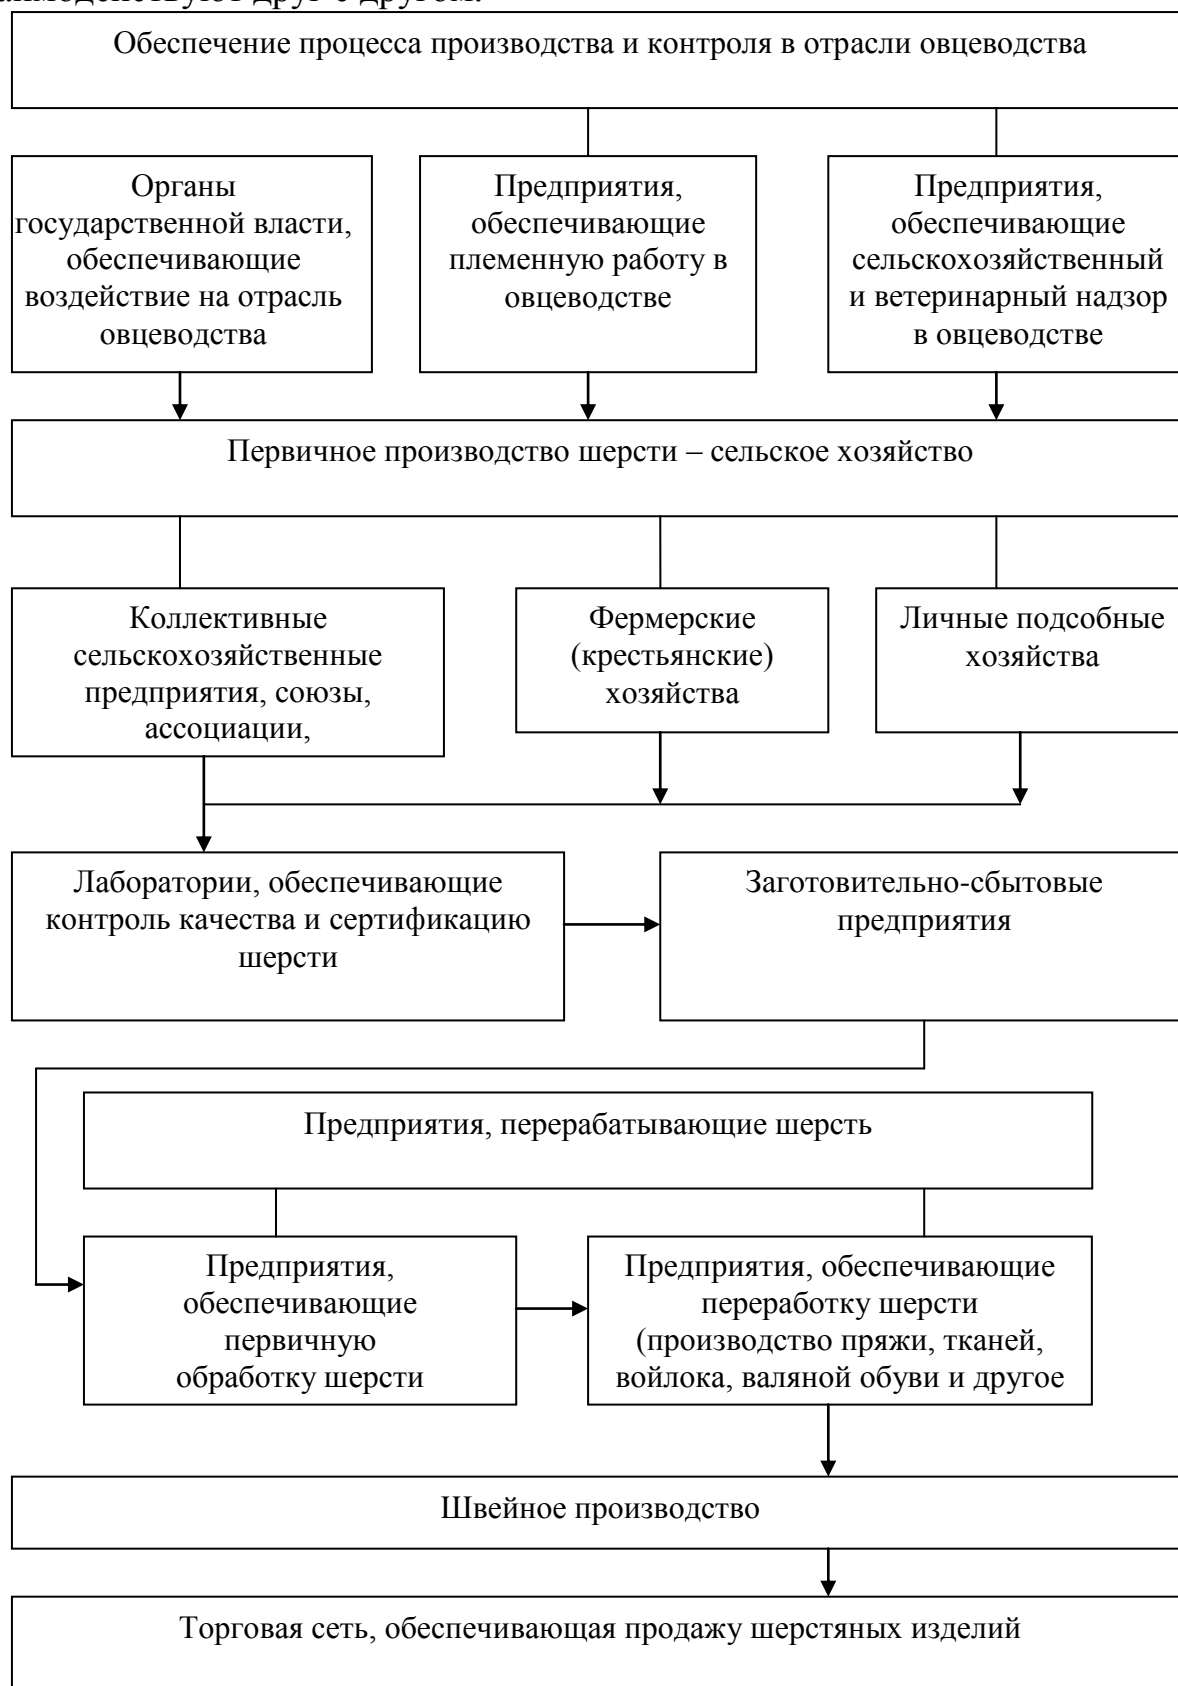 аимодействуют друг с другом.
Обеспечение процесса производства и контроля в отрасли овцеводства
Органы
государственной власти,
обеспечивающие
воздействие на отрасль
овцеводства
Предприятия,
обеспечивающие
племенную работу в
овцеводстве
Предприятия,
обеспечивающие
сельскохозяйственный
и ветеринарный надзор
в овцеводстве
Первичное производство шерсти – сельское хозяйство
Коллективные
сельскохозяйственные
предприятия, союзы,
ассоциации,
Фермерские
(крестьянские)
хозяйства
Личные подсобные
хозяйства
Лаборатории, обеспечивающие
контроль качества и сертификацию
шерсти
Заготовительно-сбытовые
предприятия
Предприятия, перерабатывающие шерсть
Предприятия,
обеспечивающие
первичную
обработку шерсти
Предприятия, обеспечивающие
переработку шерсти
(производство пряжи, тканей,
войлока, валяной обуви и другое
Швейное производство
Торговая сеть, обеспечивающая продажу шерстяных изделий